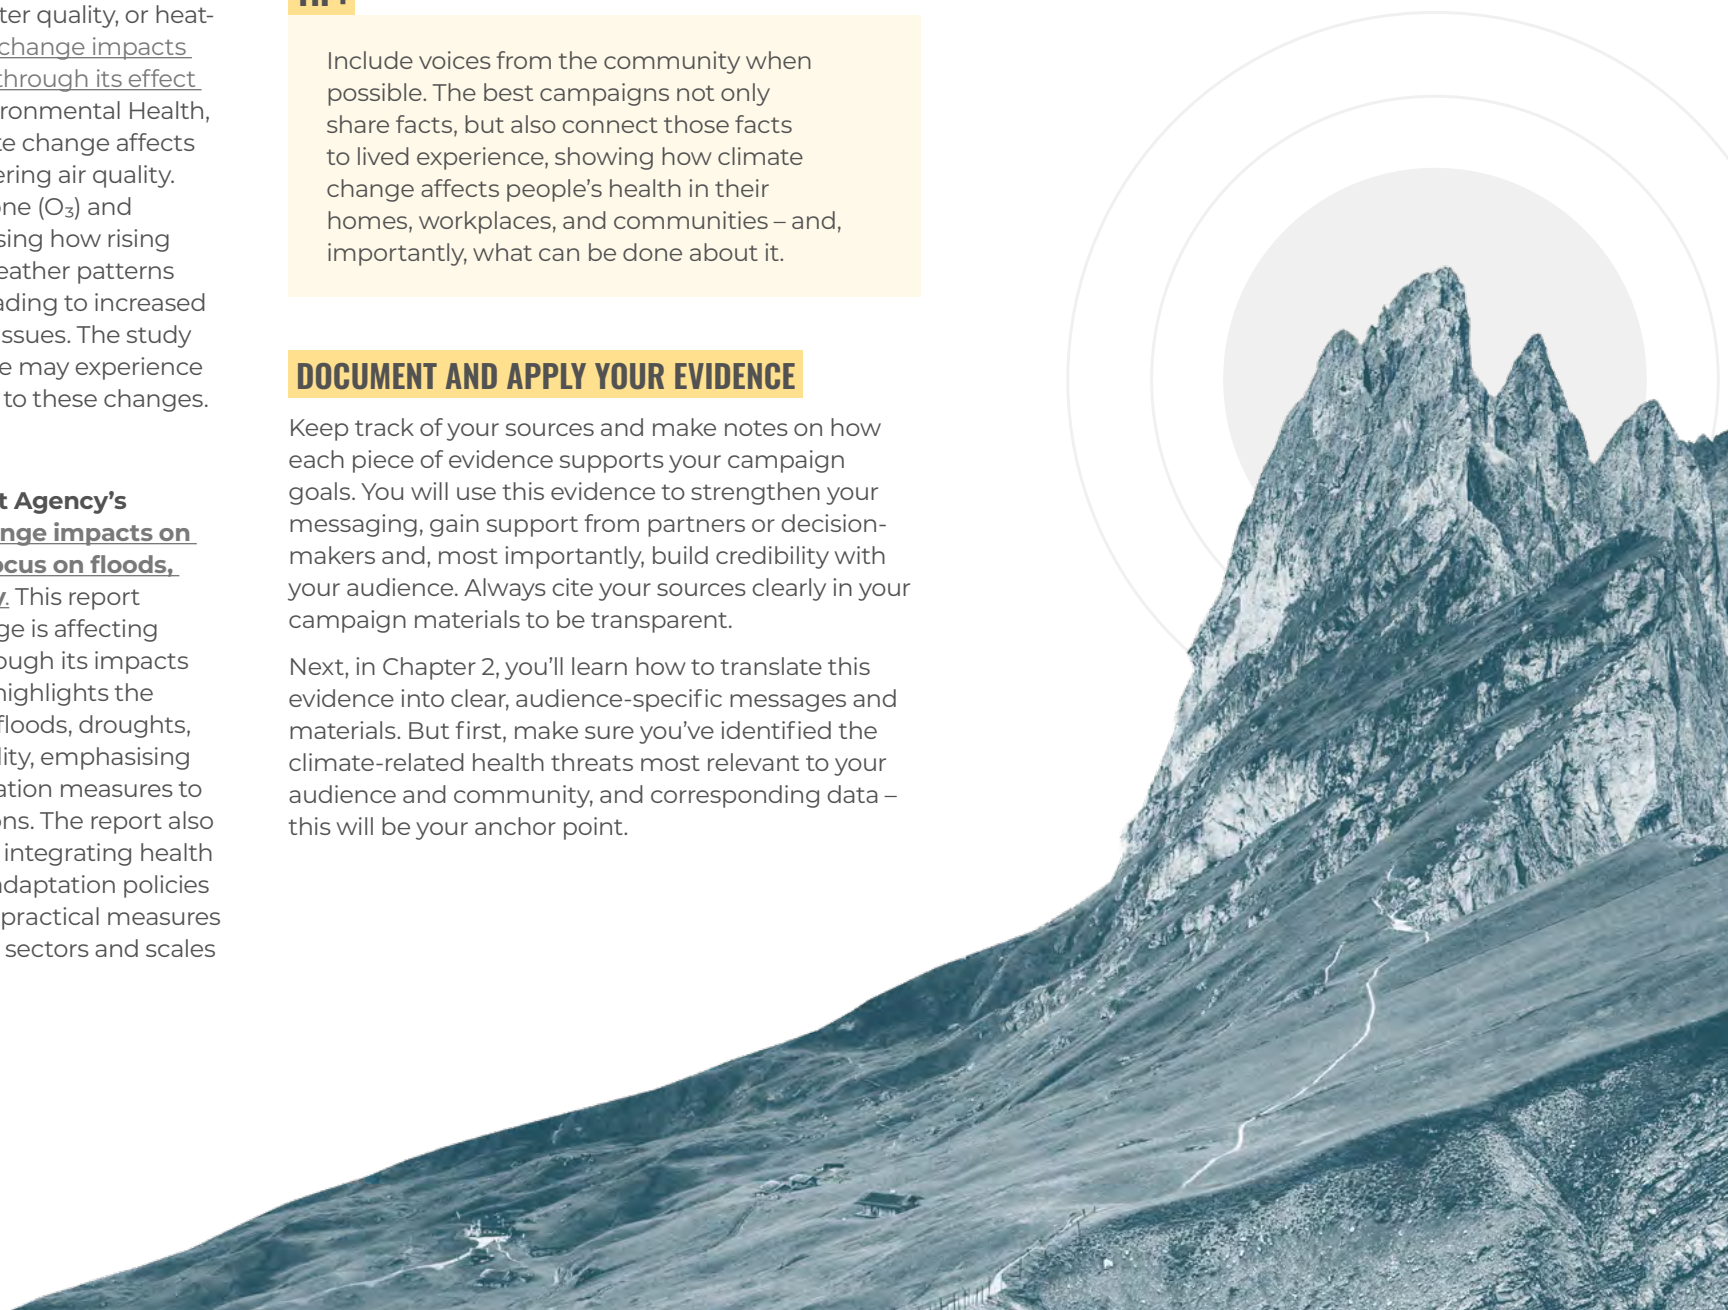 ter quality, or heat-
change impacts
through its effect
ronmental Health,
te change affects
ering air quality.
one (O₃) and
sing how rising
eather patterns
ading to increased
issues. The study
e may experience
to these changes.
t Agency’s
nge impacts on
ocus on floods,
y. This report
ge is affecting
ough its impacts
highlights the
floods, droughts,
lity, emphasising
ation measures to
ons. The report also
integrating health
adaptation policies
practical measures
sectors and scales
Include voices from the community when
possible. The best campaigns not only
share facts, but also connect those facts
to lived experience, showing how climate
change affects people’s health in their
homes, workplaces, and communities – and,
importantly, what can be done about it.
DOCUMENT AND APPLY YOUR EVIDENCE
Keep track of your sources and make notes on how
each piece of evidence supports your campaign
goals. You will use this evidence to strengthen your
messaging, gain support from partners or decision-
makers and, most importantly, build credibility with
your audience. Always cite your sources clearly in your
campaign materials to be transparent.
Next, in Chapter 2, you’ll learn how to translate this
evidence into clear, audience-specific messages and
materials. But first, make sure you’ve identified the
climate-related health threats most relevant to your
audience and community, and corresponding data –
this will be your anchor point.